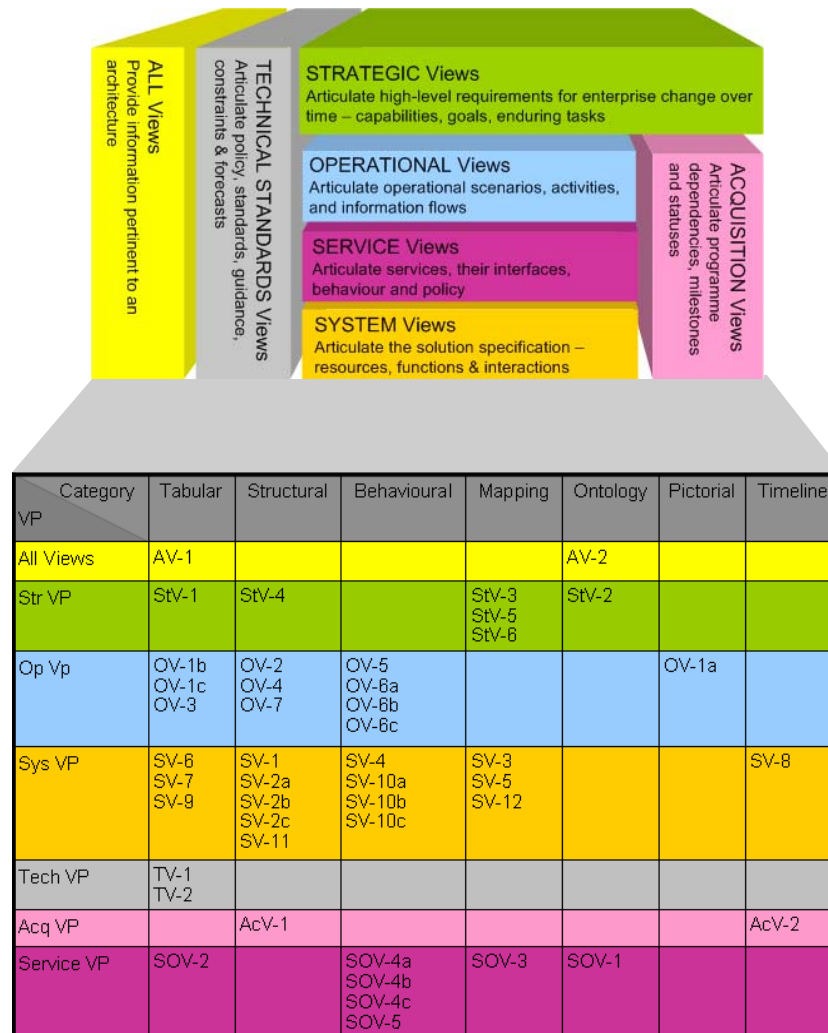 ALL Views
Provide information pertinent to an
architecture
TECHNICAL STANDARDS Views
Articulate policy, standards, guidance,
constraints & forecasts
STRATEGIC Views
Articulate high-level requirements for enterprise change over
time – capabilities, goals, enduring tasks
OPERATIONAL Views
Articulate operational scenarios, activities,
and information flows
SERVICE Views
Articulate services, their interfaces,
behaviour and policy
SYSTEM Views
Articulate the solution specification –
resources, functions & interactions
ACQUISITION Views
Articulate programme
dependencies, milestones
and statuses
Category Tabular Structural Behavioural Mapping Ontology Pictorial Timeline
VP
All Views AV-1 AV-2
Str VP StV-1 StV-4 StV-3 StV-2
StV-5
StV-6
Op Vp OV-1b OV-2 OV-5 OV-1a
OV-1c OV-4 OV-6a
OV-3 OV-7 OV-6b
OV-6c
Sys VP SV-6 SV-1 SV-4 SV-3 SV-8
SV-7 SV-2a SV-10a SV-5
SV-9 SV-2b SV-10b SV-12
SV-2c SV-10c
SV-11
Tech VP TV-1
TV-2
Acq VP AcV-1 AcV-2
Service VP SOV-2 SOV-4a SOV-3 SOV-1
SOV-4b
SOV-4c
SOV-5